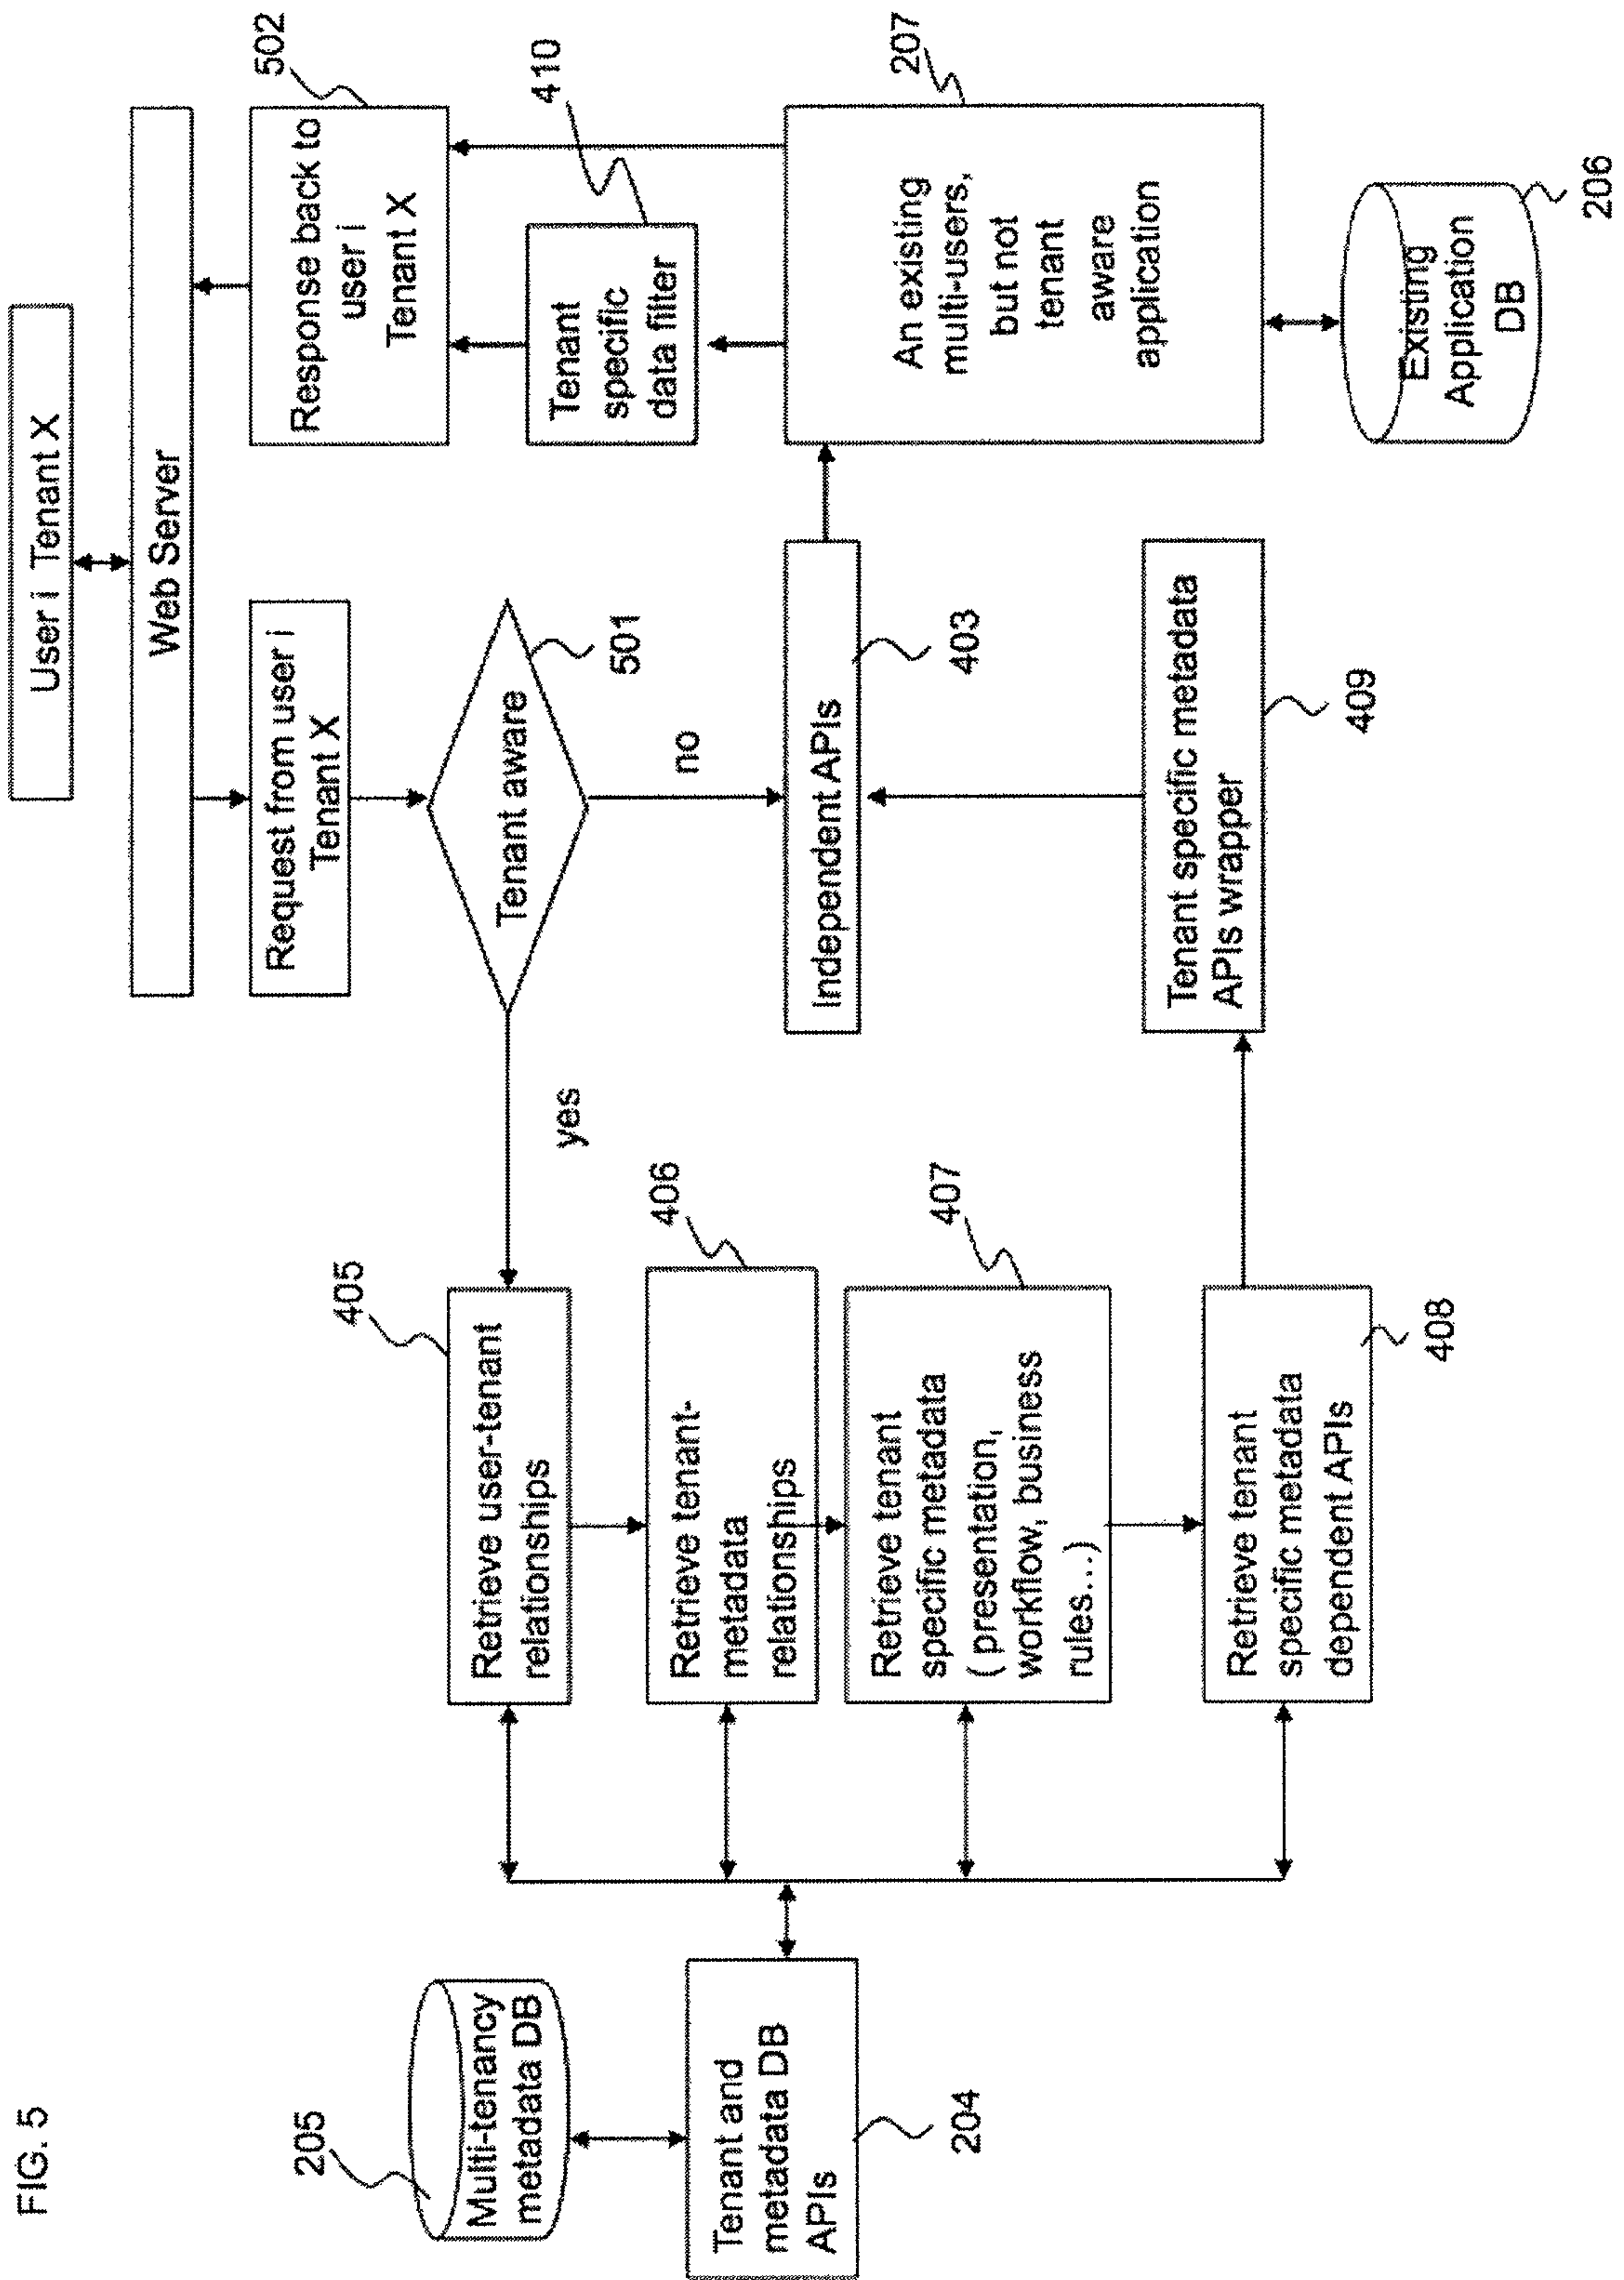 FIG. 5
User i Tenant X
Web Server
Request from user i
Tenant X
Response back to
user i
Tenant X
502
Tenant aware
501
yes
no
Tenant
specific
data filter
410
205
Multi-tenancy
metadata DB
Tenant and
metadata DB
APIs
204
405
Retrieve user-tenant
relationships
406
Retrieve tenant-
metadata
relationships
407
Retrieve tenant
specific metadata
( presentation,
workflow, business
rules...)
Retrieve tenant
specific metadata
dependent APIs
408
Independent APIs
403
Tenant specific metadata
APIs wrapper
409
207
An existing
multi-users,
but not
tenant
aware
application
Existing
Application
DB
206